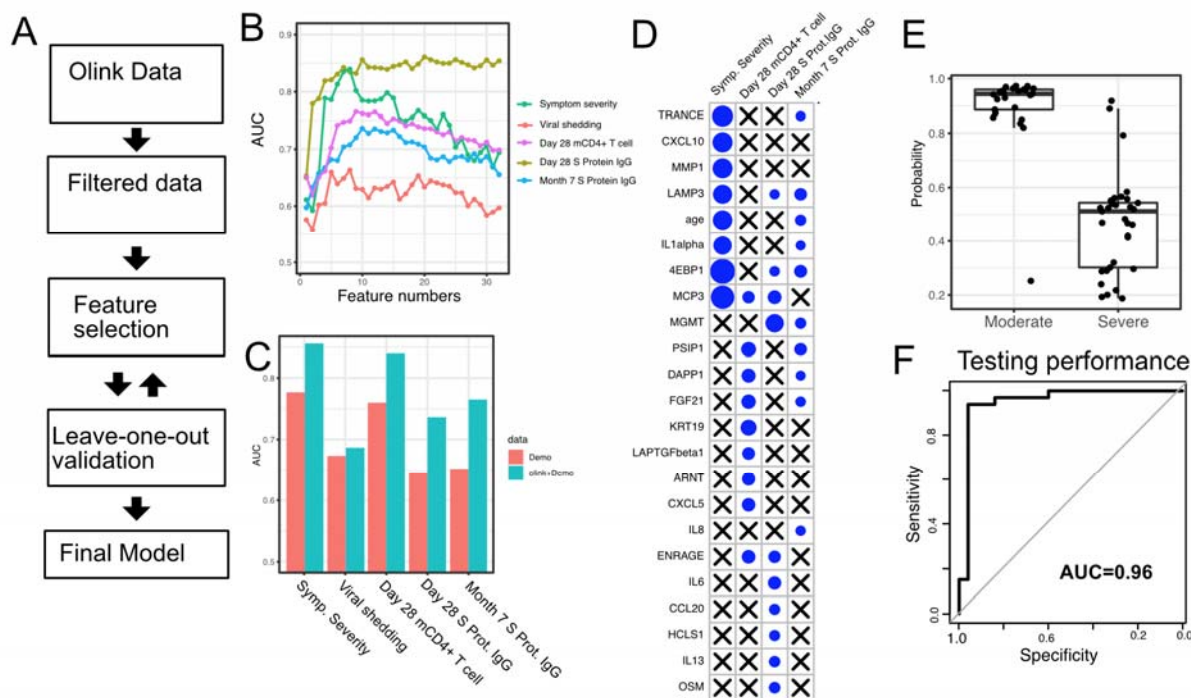 A
Olink Data
Filtered data
Feature
selection
Leave-one-out
validation
Final Model
B
AUC
0.9
0.8
0.7
0.6
0.5
0
10
20
30
Feature numbers
Symptom severity
Viral shedding
Day 28 mCD4+ T cell
Day 28 S Protein IgG
Month 7 S Protein IgG
C
AUC
0.8
0.7
0.6
0.5
Symp. Severity
Viral shedding
Day 28 mCD4+ T cell
Day 28 S Prot. IgG
Month 7 S Prot. IgG
data
Demo
olink+Demo
D
Symp. Severity
Day 28 mCD4+ T cell
Day 28 S Prot.IgG
Month 7 S Prot. IgG
TRANCE
CXCL10
MMP1
LAMP3
age
IL1alpha
4EBP1
MCP3
MGMT
PSIP1
DAPP1
FGF21
KRT19
LAPTGFbeta1
ARNT
CXCL5
IL8
ENRAGE
IL6
CCL20
HCLS1
IL13
OSM
E
Probability
1.0
0.8
0.6
0.4
0.2
Moderate
Severe
F
Testing performance
Sensitivity
0.8
0.4
0.0
AUC=0.96
1.0
0.6
0.2
0.0
Specificity